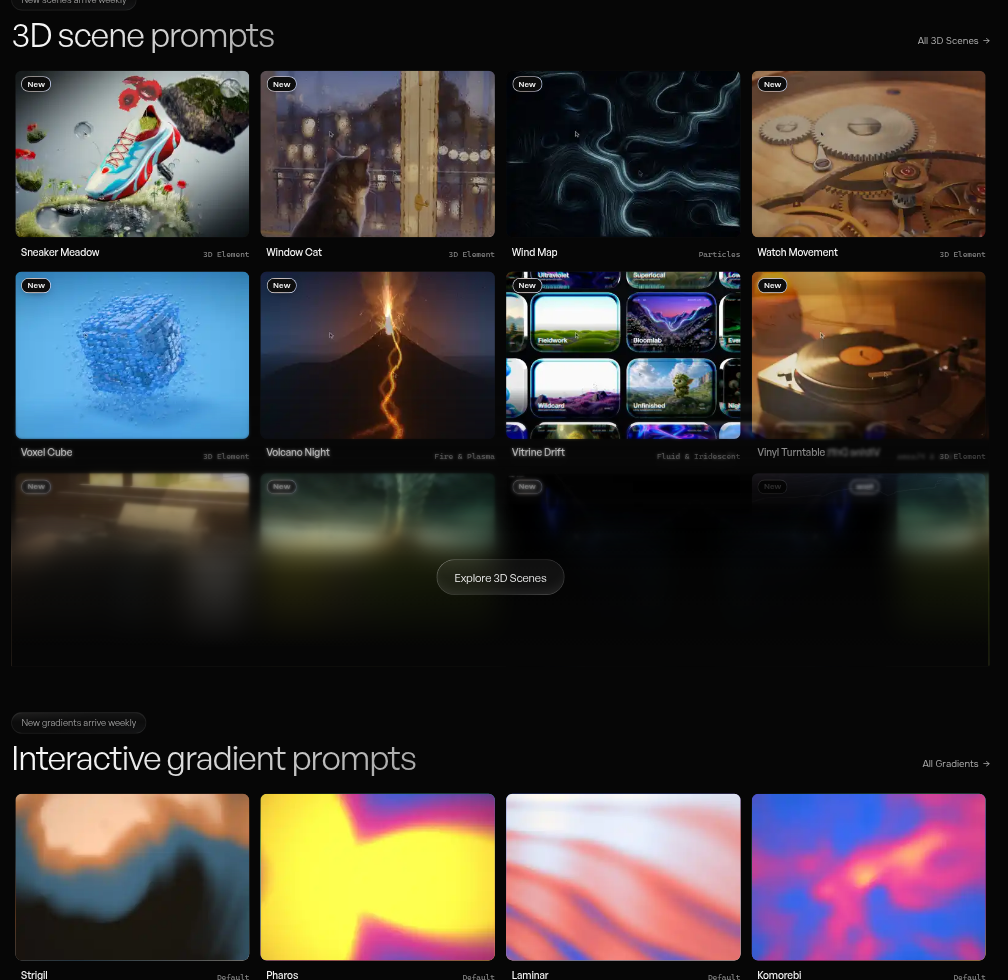 New scenes arrive weekly
3D scene prompts
All 3D Scenes →
New
New
New
New
Sneaker Meadow
3D Element
Window Cat
3D Element
Wind Map
Particles
Watch Movement
3D Element
New
New
New
New
Ultraviolet
Superfocal
Fieldwork
Bloomlab
Wildcard
Unfinished
Voxel Cube
3D Element
Volcano Night
Fire & Plasma
Vitrine Drift
Fluid & Iridescent
Vinyl Turntable
3D Element
New
New
New
New
Explore 3D Scenes
New gradients arrive weekly
Interactive gradient prompts
All Gradients →
Strigil
Default
Pharos
Default
Laminar
Default
Komorebi
Default